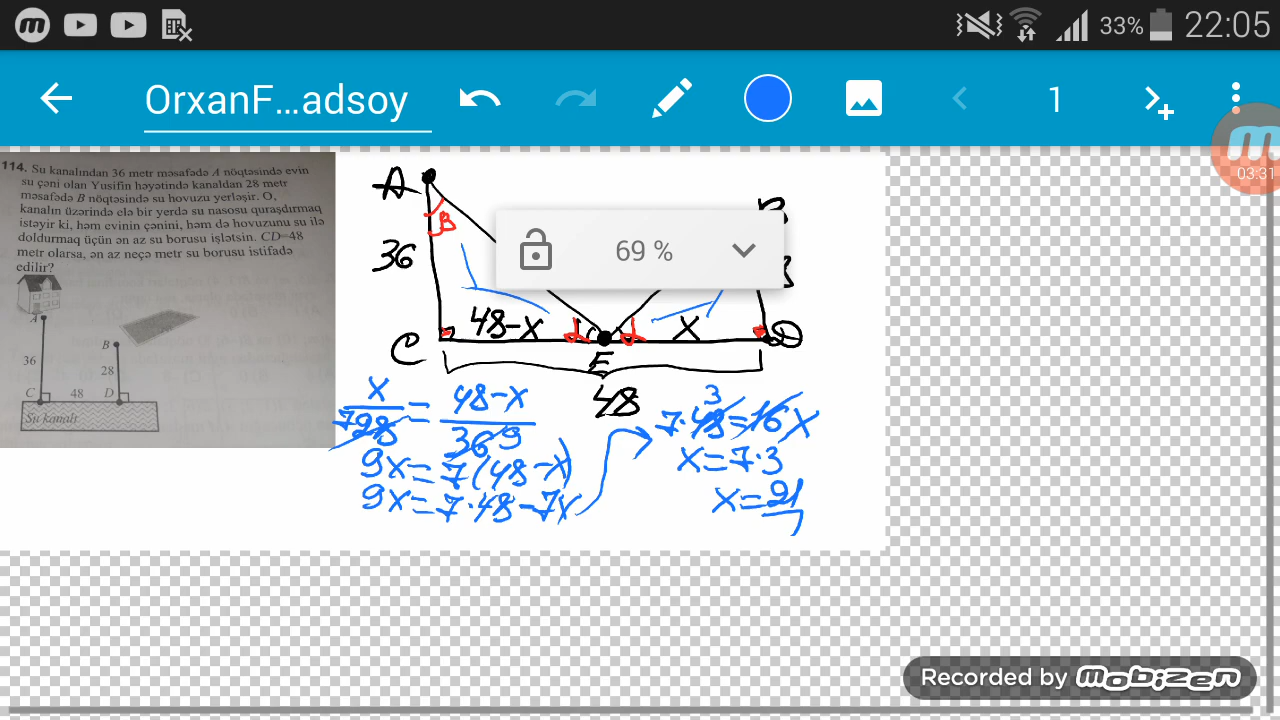 33% 22:05
OrxanF...adsoy
1
03:31
114. Su kanalından 36 metr məsafədə A nöqtəsində evin
su çəni olan Yusifin həyətində kanaldan 28 metr
məsafədə B nöqtəsində su hovuzu yerləşir. O,
kanalın üzərində elə bir yerdə su nasosu quraşdırmaq
istəyir ki, həm evinin çənini, həm də hovuzunu su ilə
doldurmaq üçün ən az su borusu işlətsin. CD=48
metr olarsa, ən az neçə metr su borusu istifadə
edilir?
A
B
36
28
C 48 D
Su kanalı
A
β
69 %
36
48-x α α x
C E D
48
x/28 = (48-x)/36
7 9
9x=7(48-x)
9x=7·48-7x
3
7·48=16x
x=7·3
x=21
Recorded by mobizen